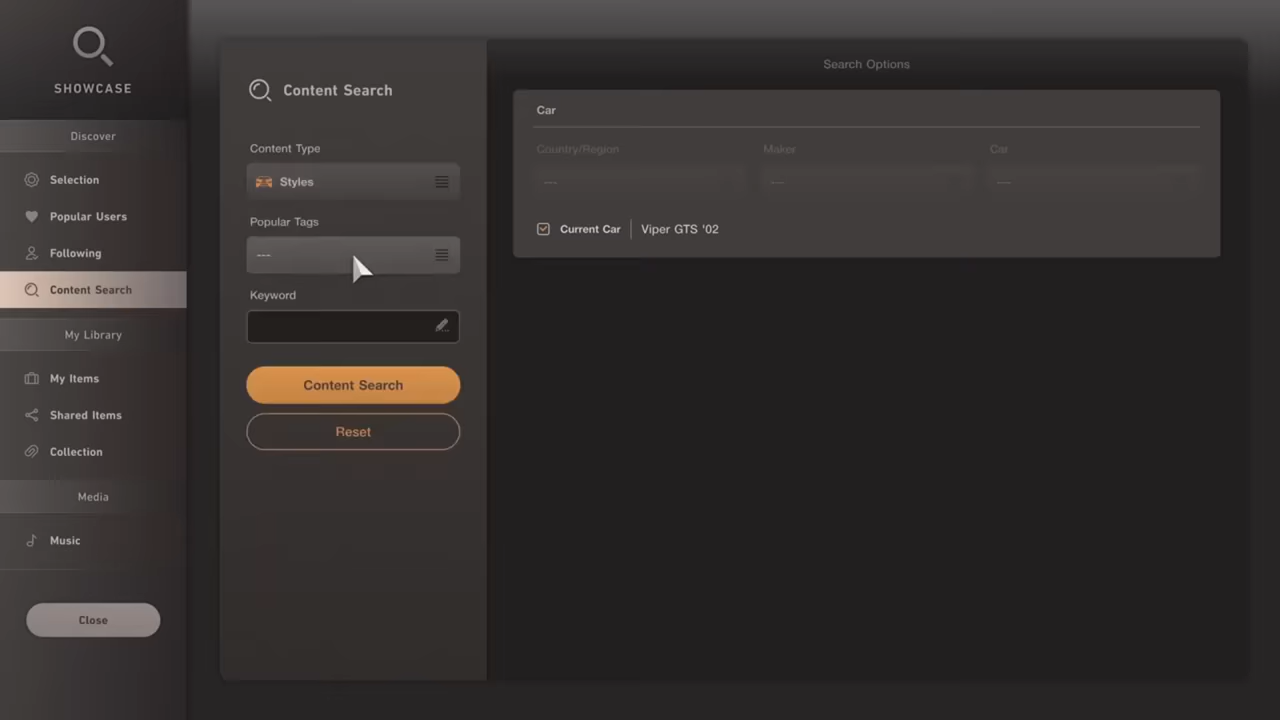 SHOWCASE
Discover
Selection
Popular Users
Following
Content Search
My Library
My Items
Shared Items
Collection
Media
Music
Close
Content Search
Content Type
Styles
Popular Tags
---
Keyword
Content Search
Reset
Search Options
Car
Country/Region Maker Car
--- --- ---
Current Car Viper GTS '02